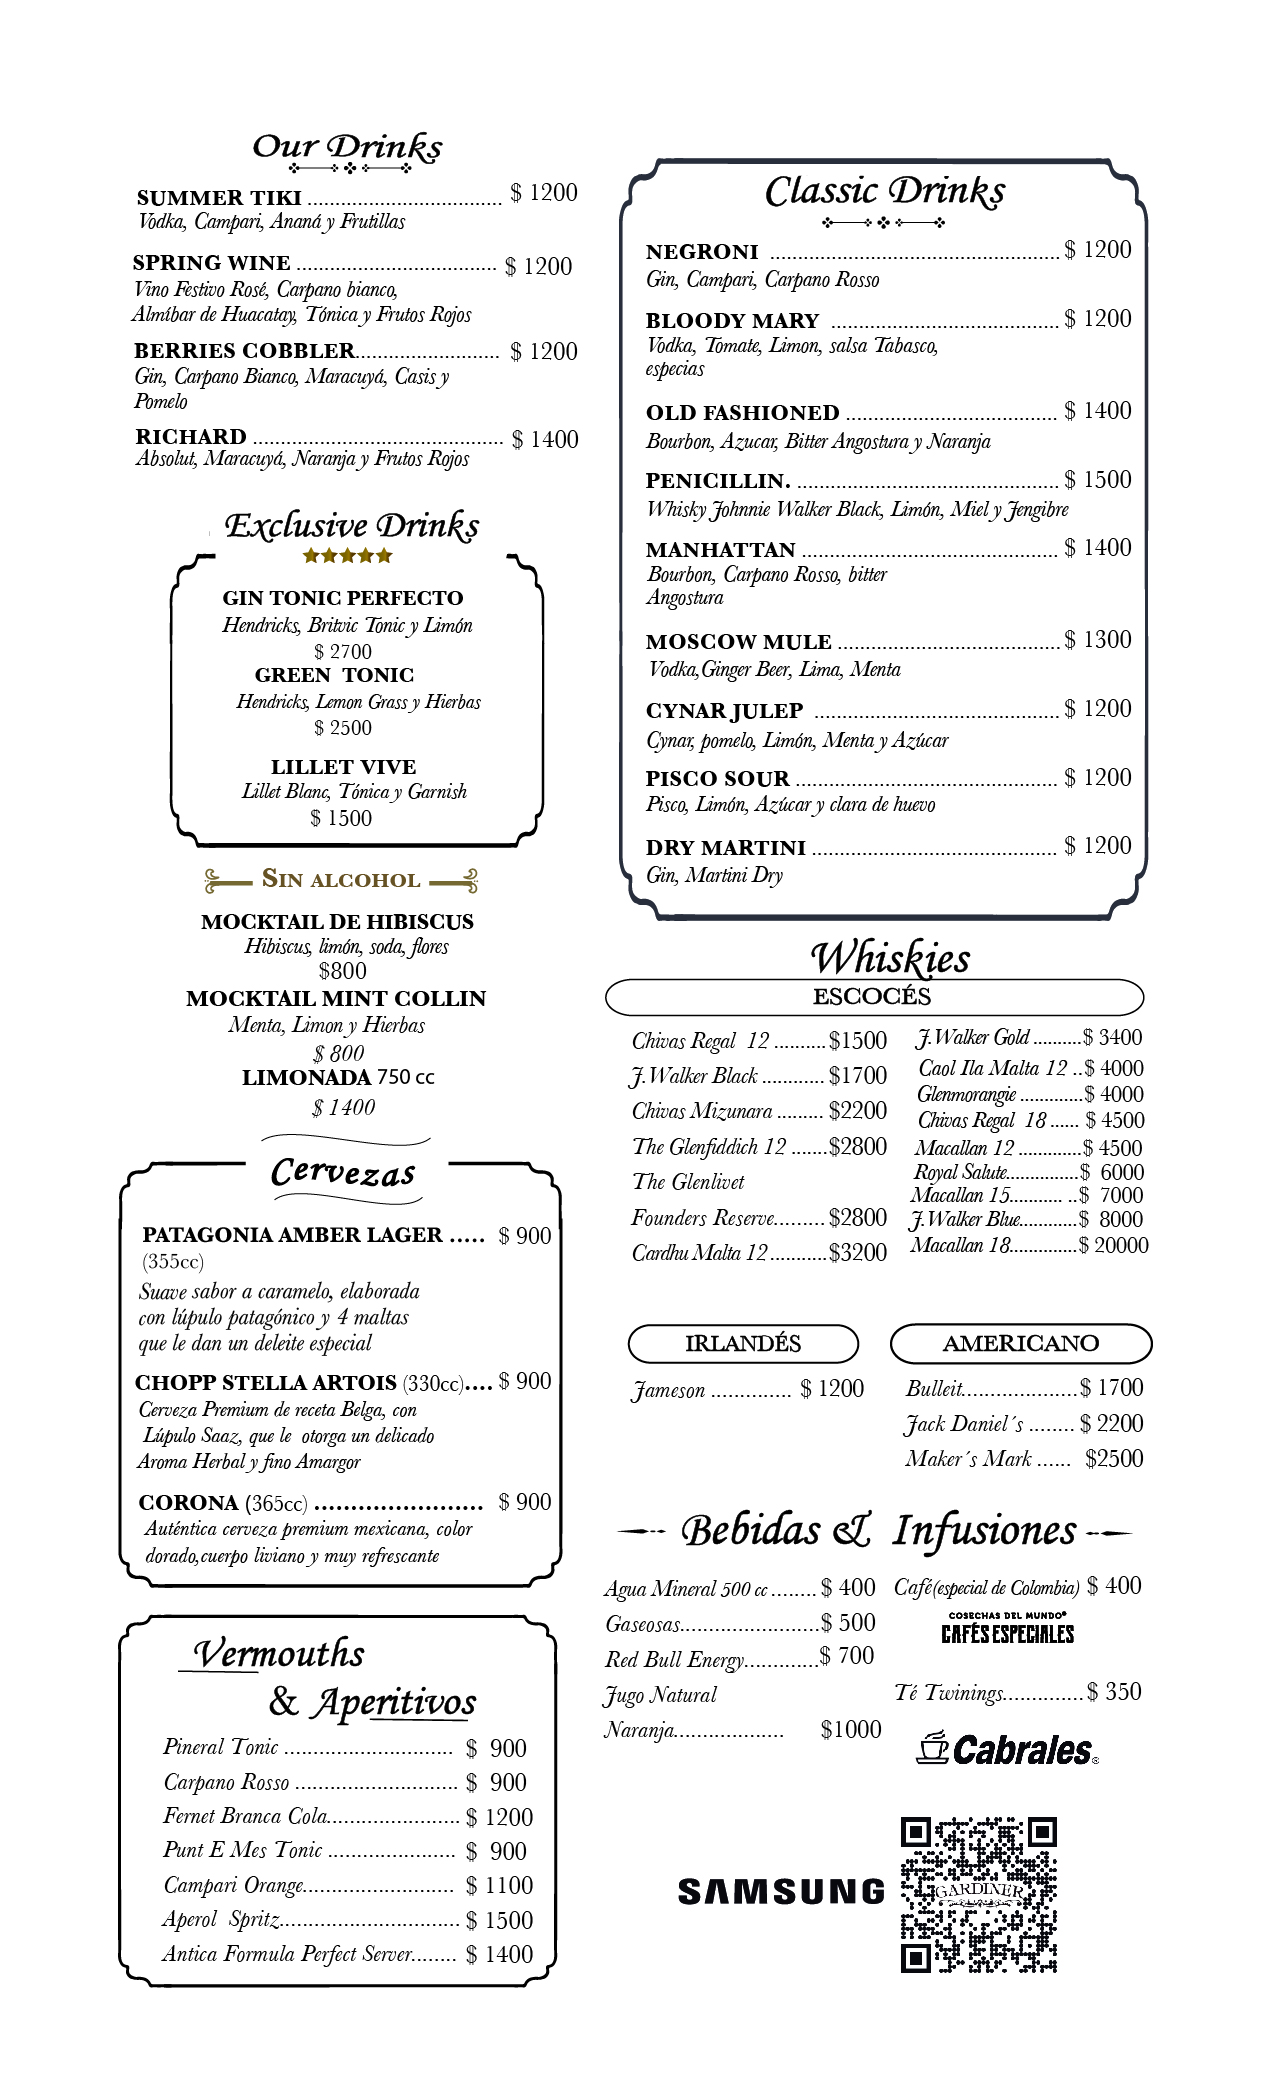 Our Drinks
SUMMER TIKI ................................... $ 1200
Vodka, Campari, Ananá y Frutillas
SPRING WINE .................................... $ 1200
Vino Festivo Rosé, Carpano bianco,
Almíbar de Huacatay, Tónica y Frutos Rojos
BERRIES COBBLER.......................... $ 1200
Gin, Carpano Bianco, Maracuyá, Casis y
Pomelo
RICHARD ............................................. $ 1400
Absolut, Maracuyá, Naranja y Frutos Rojos
Exclusive Drinks
GIN TONIC PERFECTO
Hendricks, Britvic Tonic y Limón
$ 2700
GREEN TONIC
Hendricks, Lemon Grass y Hierbas
$ 2500
LILLET VIVE
Lillet Blanc, Tónica y Garnish
$ 1500
SIN ALCOHOL
MOCKTAIL DE HIBISCUS
Hibiscus, limón, soda, flores
$800
MOCKTAIL MINT COLLIN
Menta, Limon y Hierbas
$ 800
LIMONADA 750 cc
$ 1400
Cervezas
PATAGONIA AMBER LAGER ..... $ 900
(355cc)
Suave sabor a caramelo, elaborada
con lúpulo patagónico y 4 maltas
que le dan un deleite especial
CHOPP STELLA ARTOIS (330cc).... $ 900
Cerveza Premium de receta Belga, con
Lúpulo Saaz, que le otorga un delicado
Aroma Herbal y fino Amargor
CORONA (365cc) ....................... $ 900
Auténtica cerveza premium mexicana, color
dorado,cuerpo liviano y muy refrescante
Vermouths
& Aperitivos
Pineral Tonic ............................. $ 900
Carpano Rosso ............................ $ 900
Fernet Branca Cola....................... $ 1200
Punt E Mes Tonic ...................... $ 900
Campari Orange.......................... $ 1100
Aperol Spritz............................... $ 1500
Antica Formula Perfect Server........ $ 1400
Classic Drinks
NEGRONI .................................................... $ 1200
Gin, Campari, Carpano Rosso
BLOODY MARY ......................................... $ 1200
Vodka, Tomate, Limon, salsa Tabasco,
especias
OLD FASHIONED ...................................... $ 1400
Bourbon, Azucar, Bitter Angostura y Naranja
PENICILLIN. ............................................... $ 1500
Whisky Johnnie Walker Black, Limón, Miel y Jengibre
MANHATTAN .............................................. $ 1400
Bourbon, Carpano Rosso, bitter
Angostura
MOSCOW MULE ........................................ $ 1300
Vodka,Ginger Beer, Lima, Menta
CYNAR JULEP ............................................ $ 1200
Cynar, pomelo, Limón, Menta y Azúcar
PISCO SOUR ............................................... $ 1200
Pisco, Limón, Azúcar y clara de huevo
DRY MARTINI ............................................ $ 1200
Gin, Martini Dry
Whiskies
ESCOCÉS
Chivas Regal 12 .........$1500
J.Walker Black ........... $1700
Chivas Mizunara ........ $2200
The Glenfiddich 12 ......$2800
The Glenlivet
Founders Reserve.........$2800
Cardhu Malta 12..........$3200
J.Walker Gold ..........$ 3400
Caol Ila Malta 12 ..$ 4000
Glenmorangie .............$ 4000
Chivas Regal 18 ...... $ 4500
Macallan 12 .............$ 4500
Royal Salute...............$ 6000
Macallan 15........... ..$ 7000
J.Walker Blue............$ 8000
Macallan 18..............$ 20000
IRLANDÉS
Jameson .............. $ 1200
AMERICANO
Bulleit....................$ 1700
Jack Daniel´s ........ $ 2200
Maker´s Mark ...... $2500
Bebidas & Infusiones
Agua Mineral 500 cc ........ $ 400
Gaseosas........................$ 500
Red Bull Energy.............$ 700
Jugo Natural
Naranja................... $1000
Café(especial de Colombia) $ 400
COSECHAS DEL MUNDO®
CAFÉS ESPECIALES
Té Twinings..............$ 350
Cabrales®
SAMSUNG
GARDINER